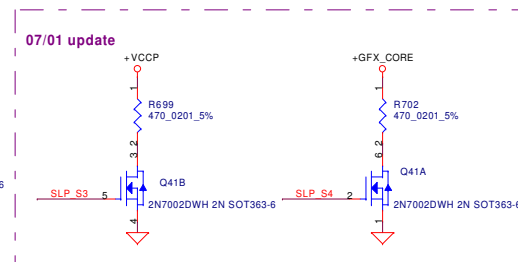 07/01 update
+VCCP
+GFX_CORE
1
1
R699
470_0201_5%
R702
470_0201_5%
2
2
3
6
Q41B
Q41A
SLP_S3
5
SLP_S4
2
2N7002DWH 2N SOT363-6
2N7002DWH 2N SOT363-6
4
1
6